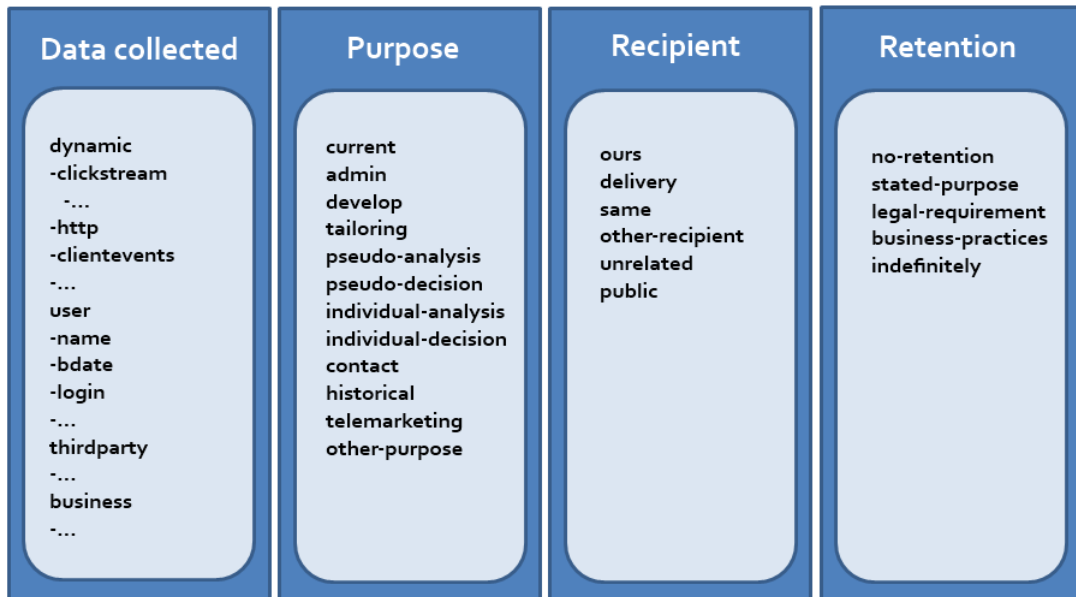 Data collected
dynamic
-clickstream
-...
-http
-clientevents
-...
user
-name
-bdate
-login
-...
thirdparty
-...
business
-...
Purpose
current
admin
develop
tailoring
pseudo-analysis
pseudo-decision
individual-analysis
individual-decision
contact
historical
telemarketing
other-purpose
Recipient
ours
delivery
same
other-recipient
unrelated
public
Retention
no-retention
stated-purpose
legal-requirement
business-practices
indefinitely